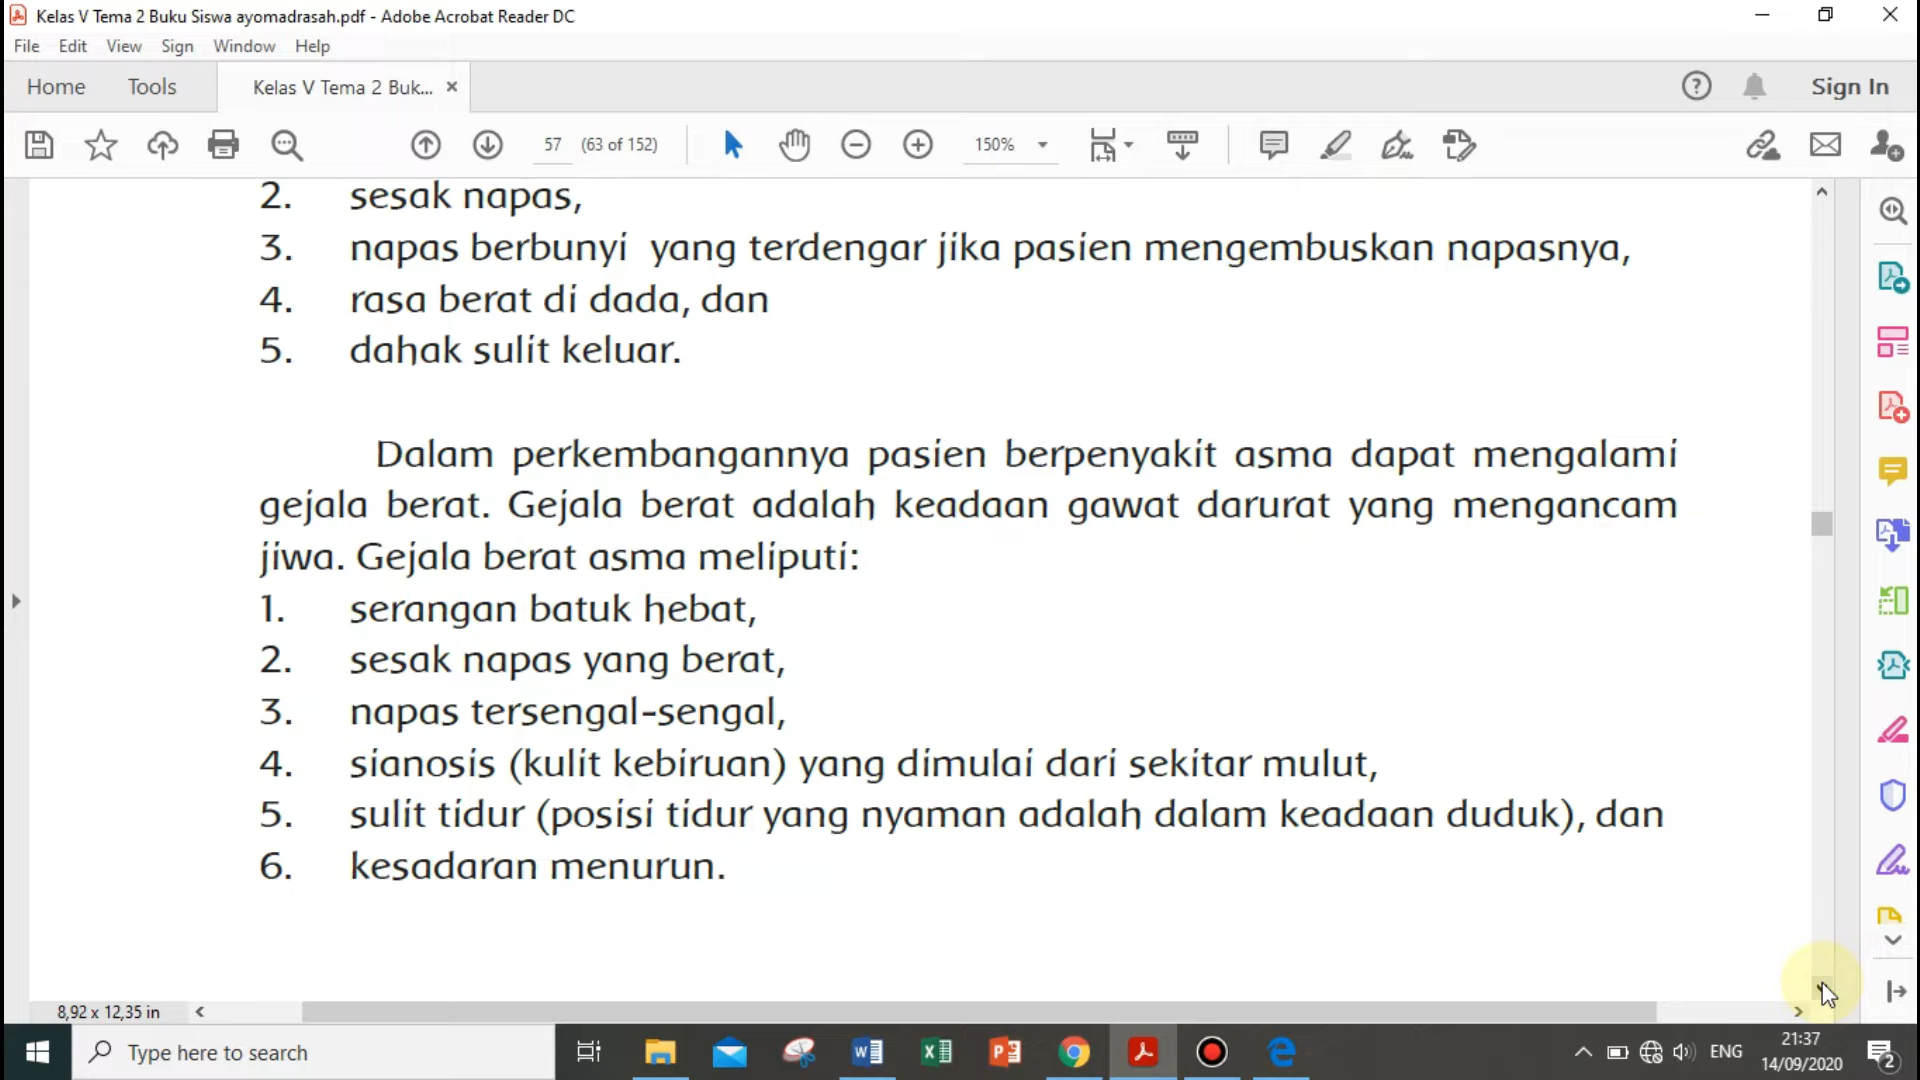 Kelas V Tema 2 Buku Siswa ayomadrasah.pdf - Adobe Acrobat Reader DC
File Edit View Sign Window Help
Home Tools Kelas V Tema 2 Buk... Sign In
57 (63 of 152) 150%
2. sesak napas,
3. napas berbunyi yang terdengar jika pasien mengembuskan napasnya,
4. rasa berat di dada, dan
5. dahak sulit keluar.
Dalam perkembangannya pasien berpenyakit asma dapat mengalami
gejala berat. Gejala berat adalah keadaan gawat darurat yang mengancam
jiwa. Gejala berat asma meliputi:
1. serangan batuk hebat,
2. sesak napas yang berat,
3. napas tersengal-sengal,
4. sianosis (kulit kebiruan) yang dimulai dari sekitar mulut,
5. sulit tidur (posisi tidur yang nyaman adalah dalam keadaan duduk), dan
6. kesadaran menurun.
8,92 x 12,35 in
Type here to search
ENG
21:37
14/09/2020
2